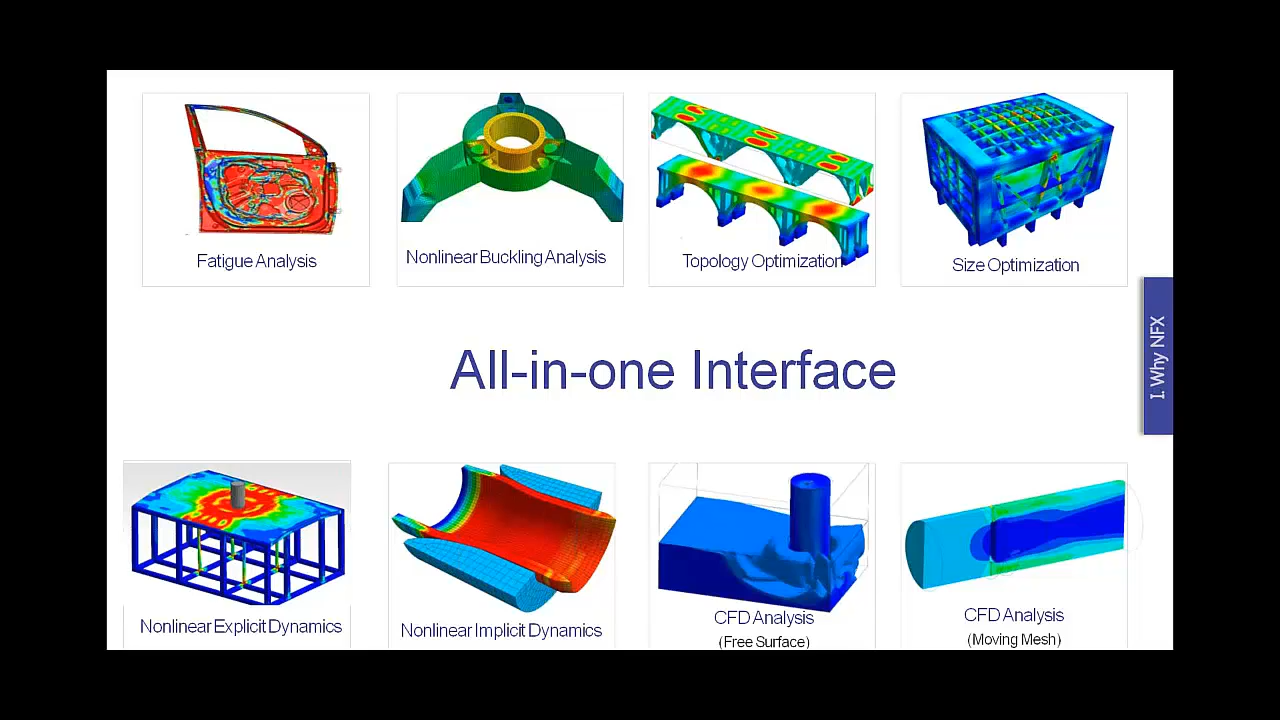 Fatigue Analysis
Nonlinear Buckling Analysis
Topology Optimization
Size Optimization
All-in-one Interface
I. Why NFX
Nonlinear Explicit Dynamics
Nonlinear Implicit Dynamics
CFD Analysis
(Free Surface)
CFD Analysis
(Moving Mesh)